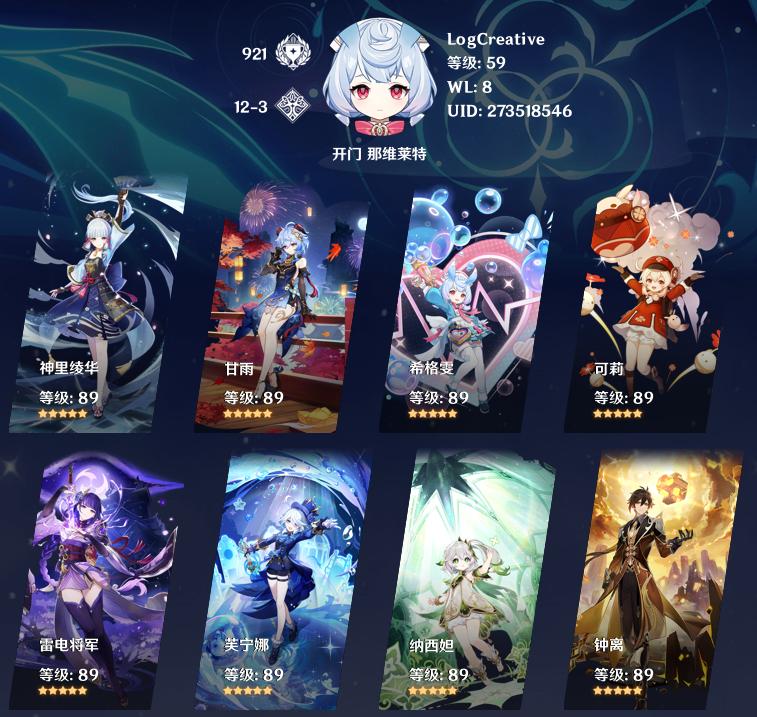 921
12-3
LogCreative
等级: 59
WL: 8
UID: 273518546
开门 那维莱特
神里绫华
等级: 89
甘雨
等级: 89
希格雯
等级: 89
可莉
等级: 89
雷电将军
等级: 89
芙宁娜
等级: 89
纳西妲
等级: 89
钟离
等级: 89